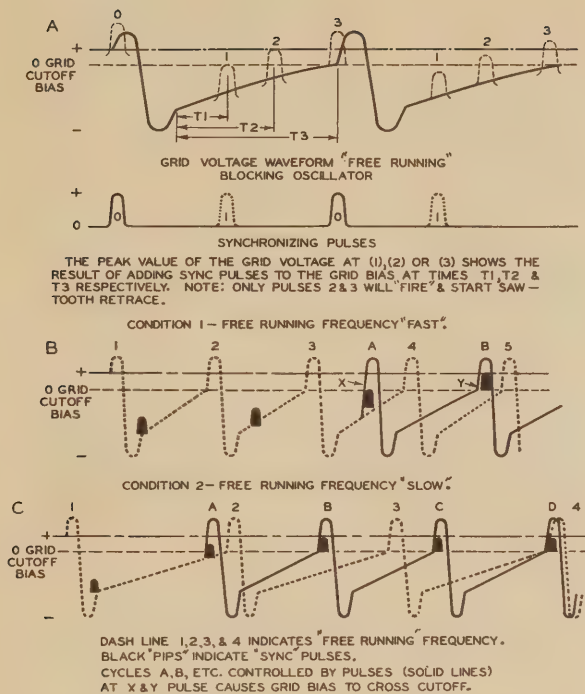 A
0
3
2
3
+
1
2
1
0 GRID
CUTOFF
BIAS
T1
T2
T3
-
GRID VOLTAGE WAVEFORM "FREE RUNNING"
BLOCKING OSCILLATOR
+
0
0
1
0
1
SYNCHRONIZING PULSES
THE PEAK VALUE OF THE GRID VOLTAGE AT (1),(2) OR (3) SHOWS THE
RESULT OF ADDING SYNC PULSES TO THE GRID BIAS AT TIMES T1,T2 &
T3 RESPECTIVELY. NOTE: ONLY PULSES 2&3 WILL "FIRE" & START SAW-
TOOTH RETRACE.
CONDITION 1 - FREE RUNNING FREQUENCY "FAST".
B
1
2
3
A
4
B
5
+
0 GRID
CUTOFF
BIAS
X
Y
-
CONDITION 2 - FREE RUNNING FREQUENCY "SLOW".
C
1
A
2
B
3
C
D
4
+
0 GRID
CUTOFF
BIAS
-
DASH LINE 1,2,3, & 4 INDICATES "FREE RUNNING" FREQUENCY.
BLACK "PIPS" INDICATE "SYNC" PULSES.
CYCLES A,B, ETC. CONTROLLED BY PULSES (SOLID LINES)
AT X & Y PULSE CAUSES GRID BIAS TO CROSS CUTOFF.